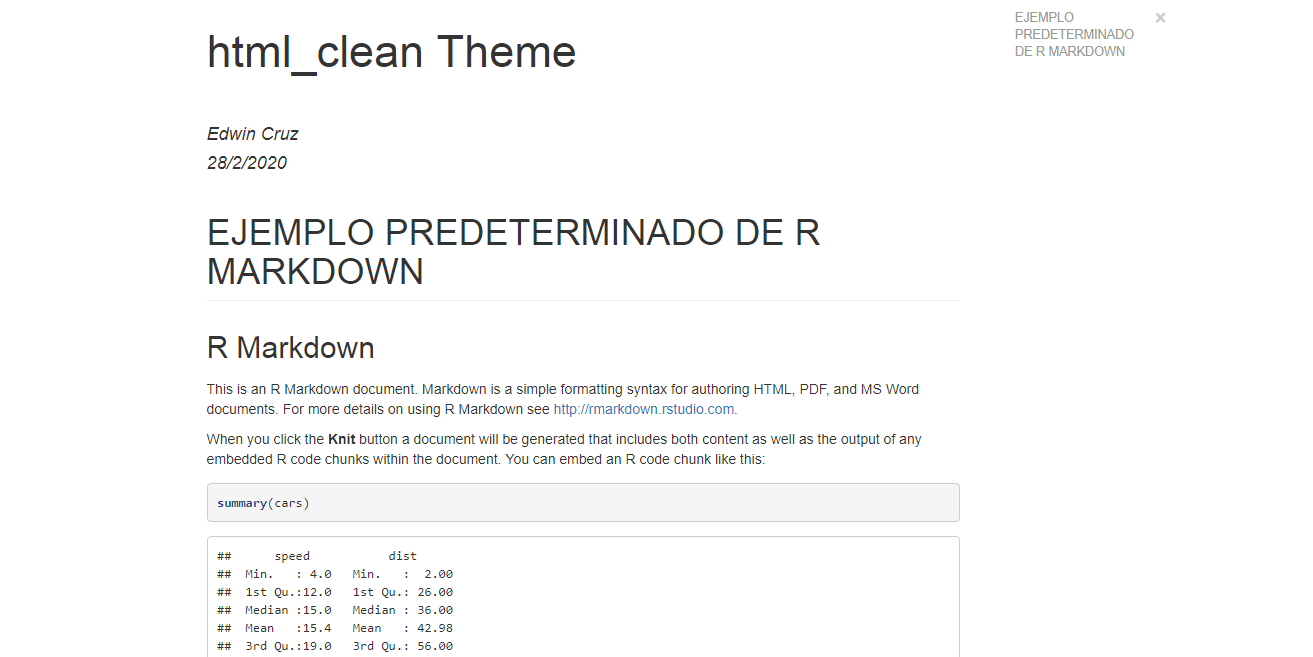 html_clean Theme
EJEMPLO
PREDETERMINADO
DE R MARKDOWN
×
Edwin Cruz
28/2/2020
EJEMPLO PREDETERMINADO DE R
MARKDOWN
R Markdown
This is an R Markdown document. Markdown is a simple formatting syntax for authoring HTML, PDF, and MS Word
documents. For more details on using R Markdown see http://rmarkdown.rstudio.com.
When you click the Knit button a document will be generated that includes both content as well as the output of any
embedded R code chunks within the document. You can embed an R code chunk like this:
summary(cars)
##      speed           dist
##  Min.   : 4.0   Min.   :  2.00
##  1st Qu.:12.0   1st Qu.: 26.00
##  Median :15.0   Median : 36.00
##  Mean   :15.4   Mean   : 42.98
##  3rd Qu.:19.0   3rd Qu.: 56.00